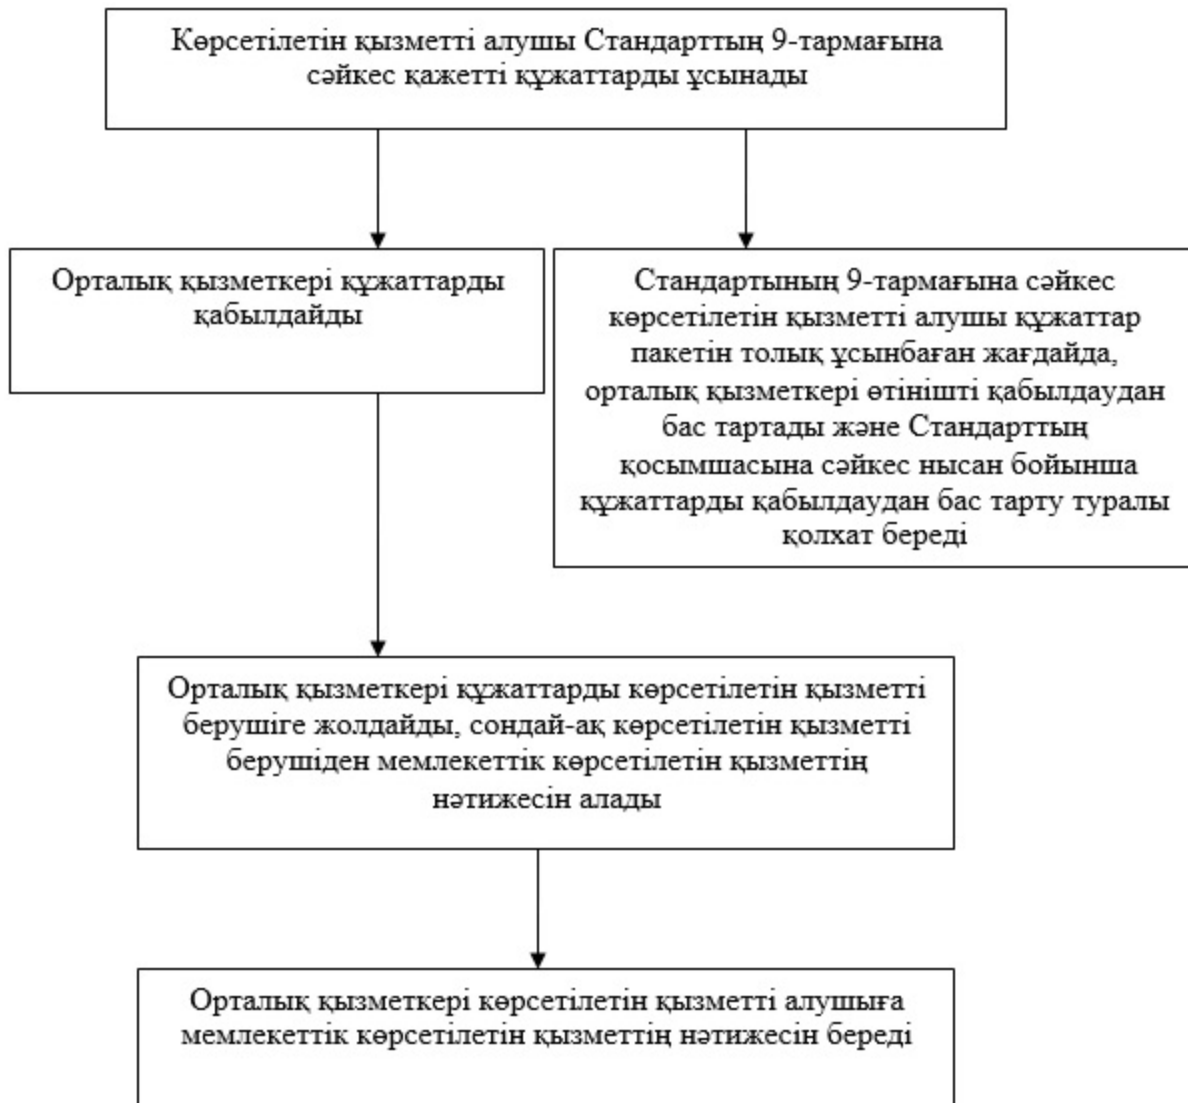 Көрсетілетін қызметті алушы Стандарттың 9-тармағына
сәйкес қажетті құжаттарды ұсынады
Орталық қызметкері құжаттарды
қабылдайды
Стандартының 9-тармағына сәйкес
көрсетілетін қызметті алушы құжаттар
пакетін толық ұсынбаған жағдайда,
орталық қызметкері өтінішті қабылдаудан
бас тартады және Стандарттың
қосымшасына сәйкес нысан бойынша
құжаттарды қабылдаудан бас тарту туралы
қолхат береді
Орталық қызметкері құжаттарды көрсетілетін қызметті
берушіге жолдайды, сондай-ақ көрсетілетін қызметті
берушіден мемлекеттік көрсетілетін қызметтің
нәтижесін алады
Орталық қызметкері көрсетілетін қызметті алушыға
мемлекеттік көрсетілетін қызметтің нәтижесін береді